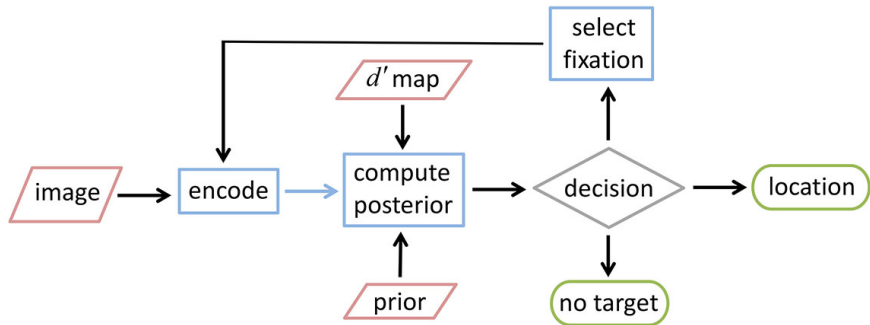 select
fixation
d′ map
image
encode
compute
posterior
decision
location
prior
no target